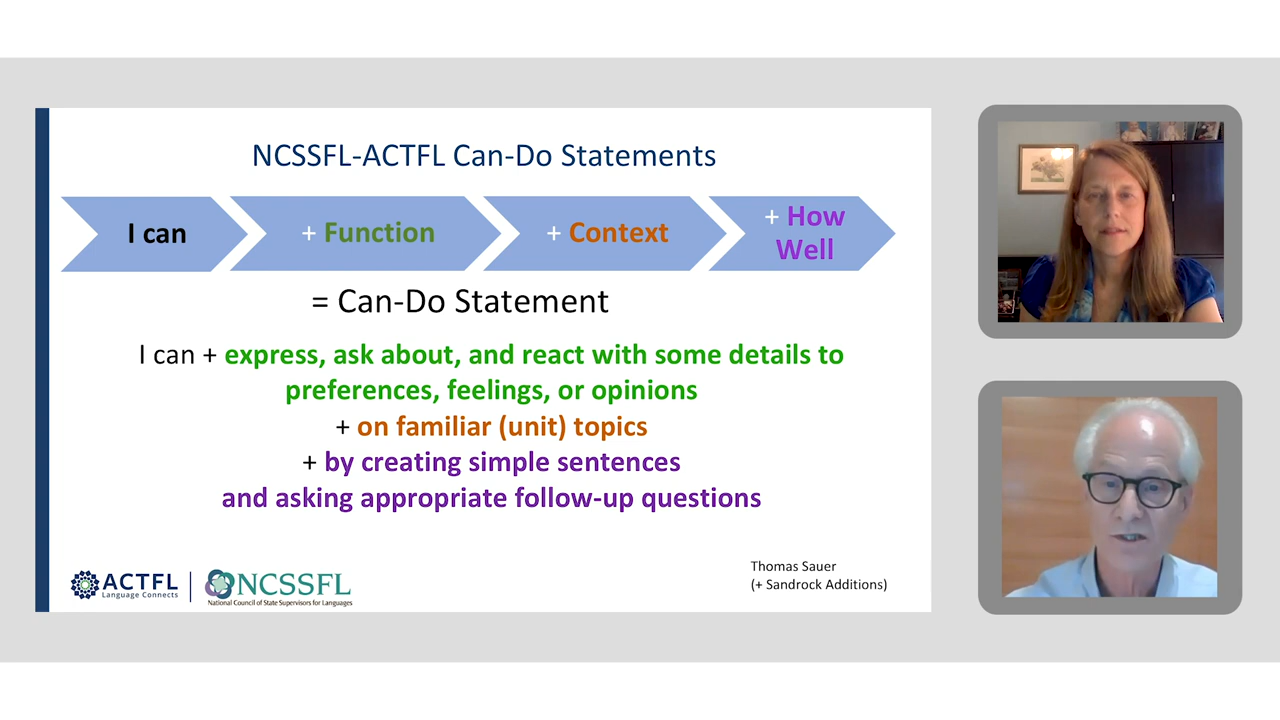 NCSSFL-ACTFL Can-Do Statements
I can
+ Function
+ Context
+ How
Well
= Can-Do Statement
I can + express, ask about, and react with some details to
preferences, feelings, or opinions
+ on familiar (unit) topics
+ by creating simple sentences
and asking appropriate follow-up questions
ACTFL
Language Connects
NCSSFL
National Council of State Supervisors for Languages
Thomas Sauer
(+ Sandrock Additions)